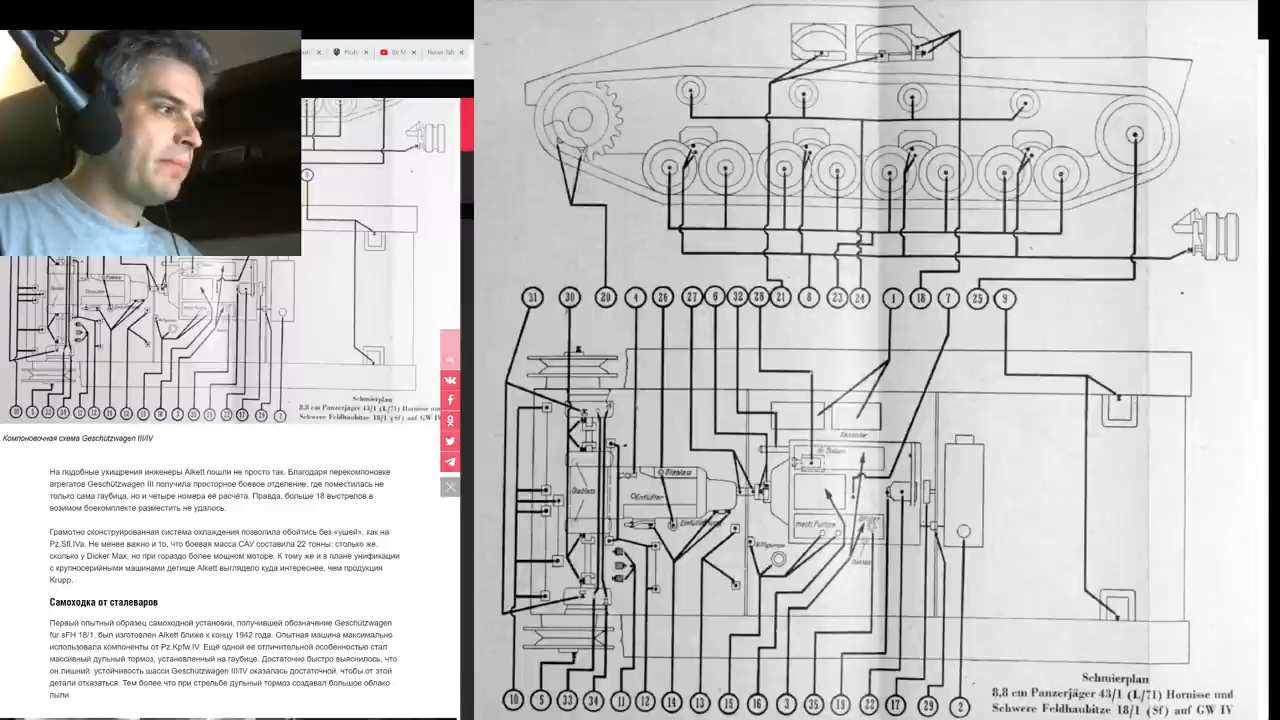 31 30 20 4 26 27 6 32 28 21 8 23 24 1 18 7 25 9
Diablass
Einfüllöffer
mech. Pumpe
10 5 33 34 11 12 14 13 15 16 3 35 19 22 17 29 2
Schmierplan
8,8 cm Panzerjäger 43/1 (L/71) Hornisse und
Schwere Feldhaubitze 18/1 (Sf) auf GW IV
Schmierplan
8,8 cm Panzerjäger 43/1 (L/71) Hornisse un
Schwere Feldhaubitze 18/1 (Sf) auf GW IV
Компоновочная схема Geschützwagen III/IV
На подобные ухищрения инженеры Alkett пошли не просто так. Благодаря перекомпоновке
агрегатов Geschützwagen III получила просторное боевое отделение, где поместилась не
только сама гаубица, но и четыре номера её расчёта. Правда, больше 18 выстрелов в
возимом боекомплекте разместить не удалось.
Грамотно сконструированная система охлаждения позволила обойтись без «ушей», как на
Pz.Sfl.IVa. Не менее важно и то, что боевая масса САУ составила 22 тонны: столько же,
сколько у Dicker Max, но при гораздо более мощном моторе. К тому же и в плане унификации
с крупносерийными машинами детище Alkett выглядело куда интереснее, чем продукция
Krupp.
Самоходка от сталеваров
Первый опытный образец самоходной установки, получившей обозначение Geschützwagen
für sFH 18/1, был изготовлен Alkett ближе к концу 1942 года. Опытная машина максимально
использовала компоненты от Pz.Kpfw.IV. Ещё одной её отличительной особенностью стал
массивный дульный тормоз, установленный на гаубице. Достаточно быстро выяснилось, что
он лишний: устойчивость шасси Geschützwagen III/IV оказалась достаточной, чтобы от этой
детали отказаться. Тем более что при стрельбе дульный тормоз создавал большое облако
пыли.